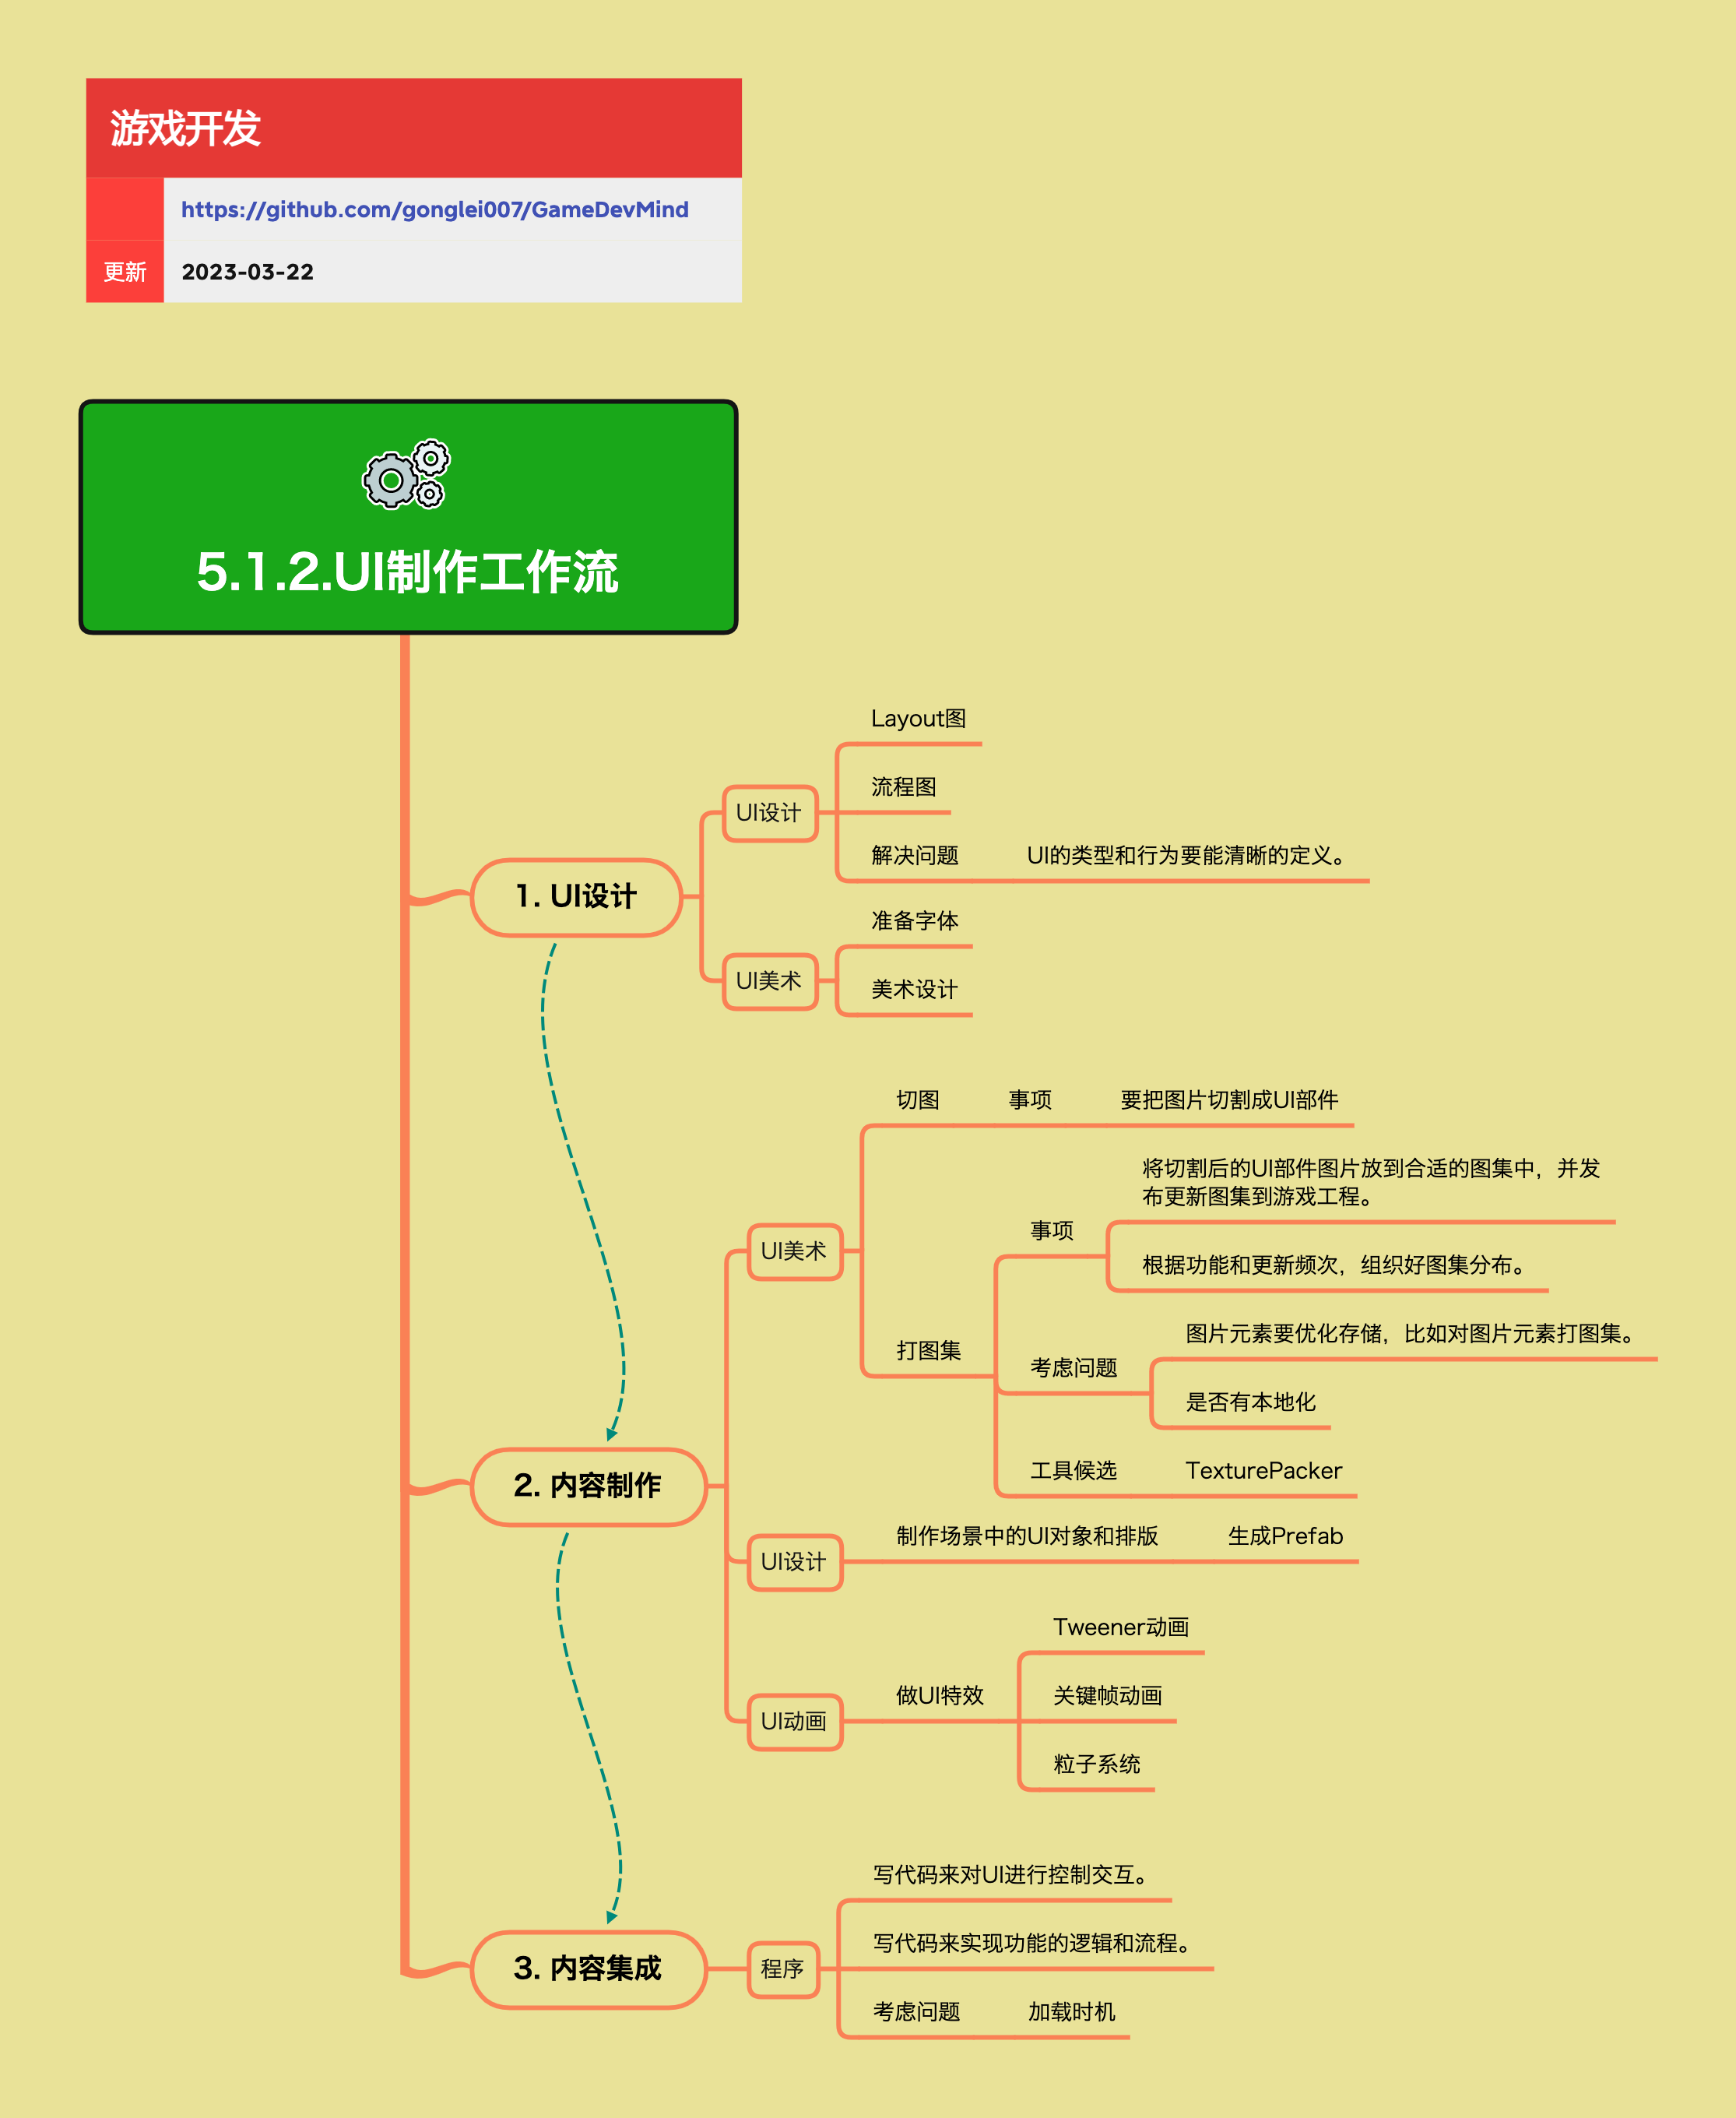 游戏开发
https://github.com/gonglei007/GameDevMind
更新
2023-03-22
5.1.2.UI制作工作流
1. UI设计
UI设计
Layout图
流程图
解决问题
UI的类型和行为要能清晰的定义。
UI美术
准备字体
美术设计
2. 内容制作
UI美术
切图
事项
要把图片切割成UI部件
打图集
事项
将切割后的UI部件图片放到合适的图集中，并发
布更新图集到游戏工程。
根据功能和更新频次，组织好图集分布。
考虑问题
图片元素要优化存储，比如对图片元素打图集。
是否有本地化
工具候选
TexturePacker
UI设计
制作场景中的UI对象和排版
生成Prefab
UI动画
做UI特效
Tweener动画
关键帧动画
粒子系统
3. 内容集成
程序
写代码来对UI进行控制交互。
写代码来实现功能的逻辑和流程。
考虑问题
加载时机